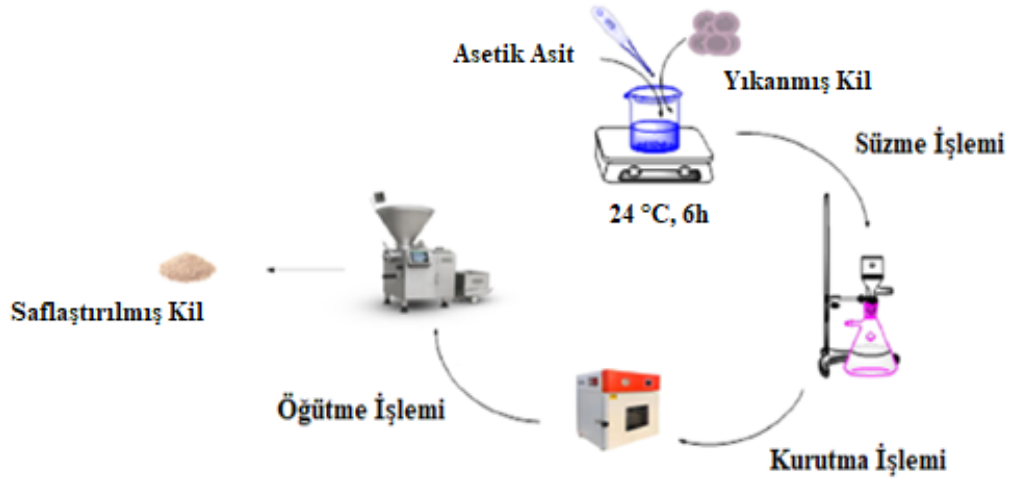 Asetik Asit
Yıkanmış Kil
Süzme İşlemi
24 °C, 6h
Saflaştırılmış Kil
Öğütme İşlemi
Kurutma İşlemi